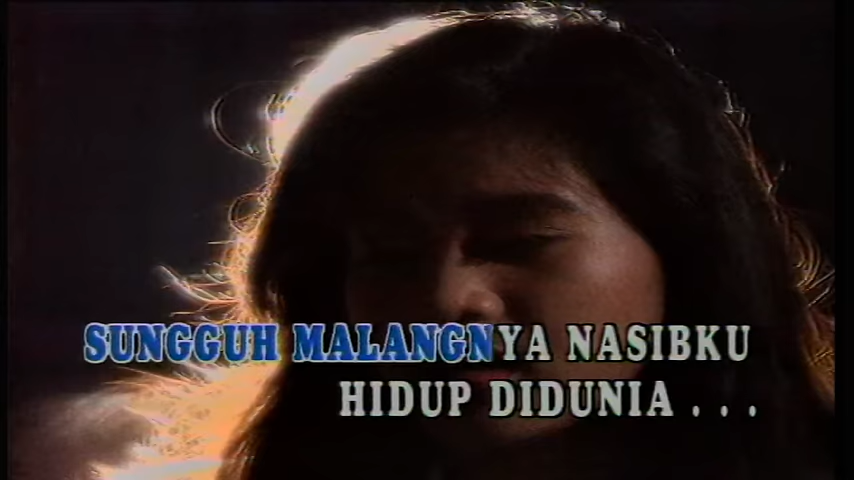 SUNGGUH MALANGNYA NASIBKU
HIDUP DIDUNIA . . .